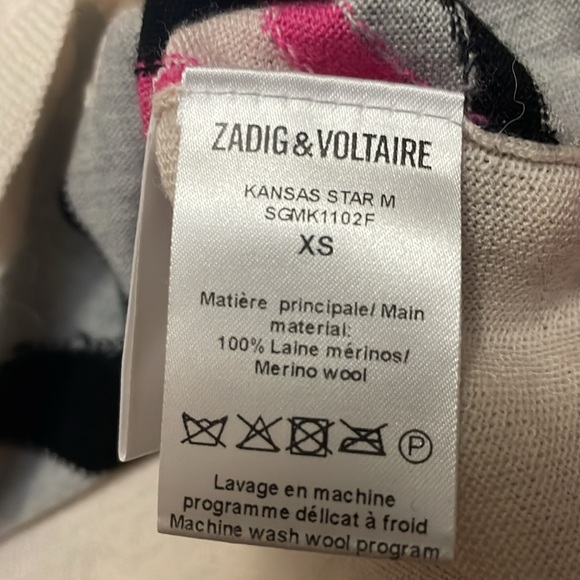 ZADIG&VOLTAIRE
KANSAS STAR M
SGMK1102F
XS
Matière principale/ Main
material:
100% Laine mérinos/
Merino wool
P
Lavage en machine
programme délicat à froid
Machine wash wool program